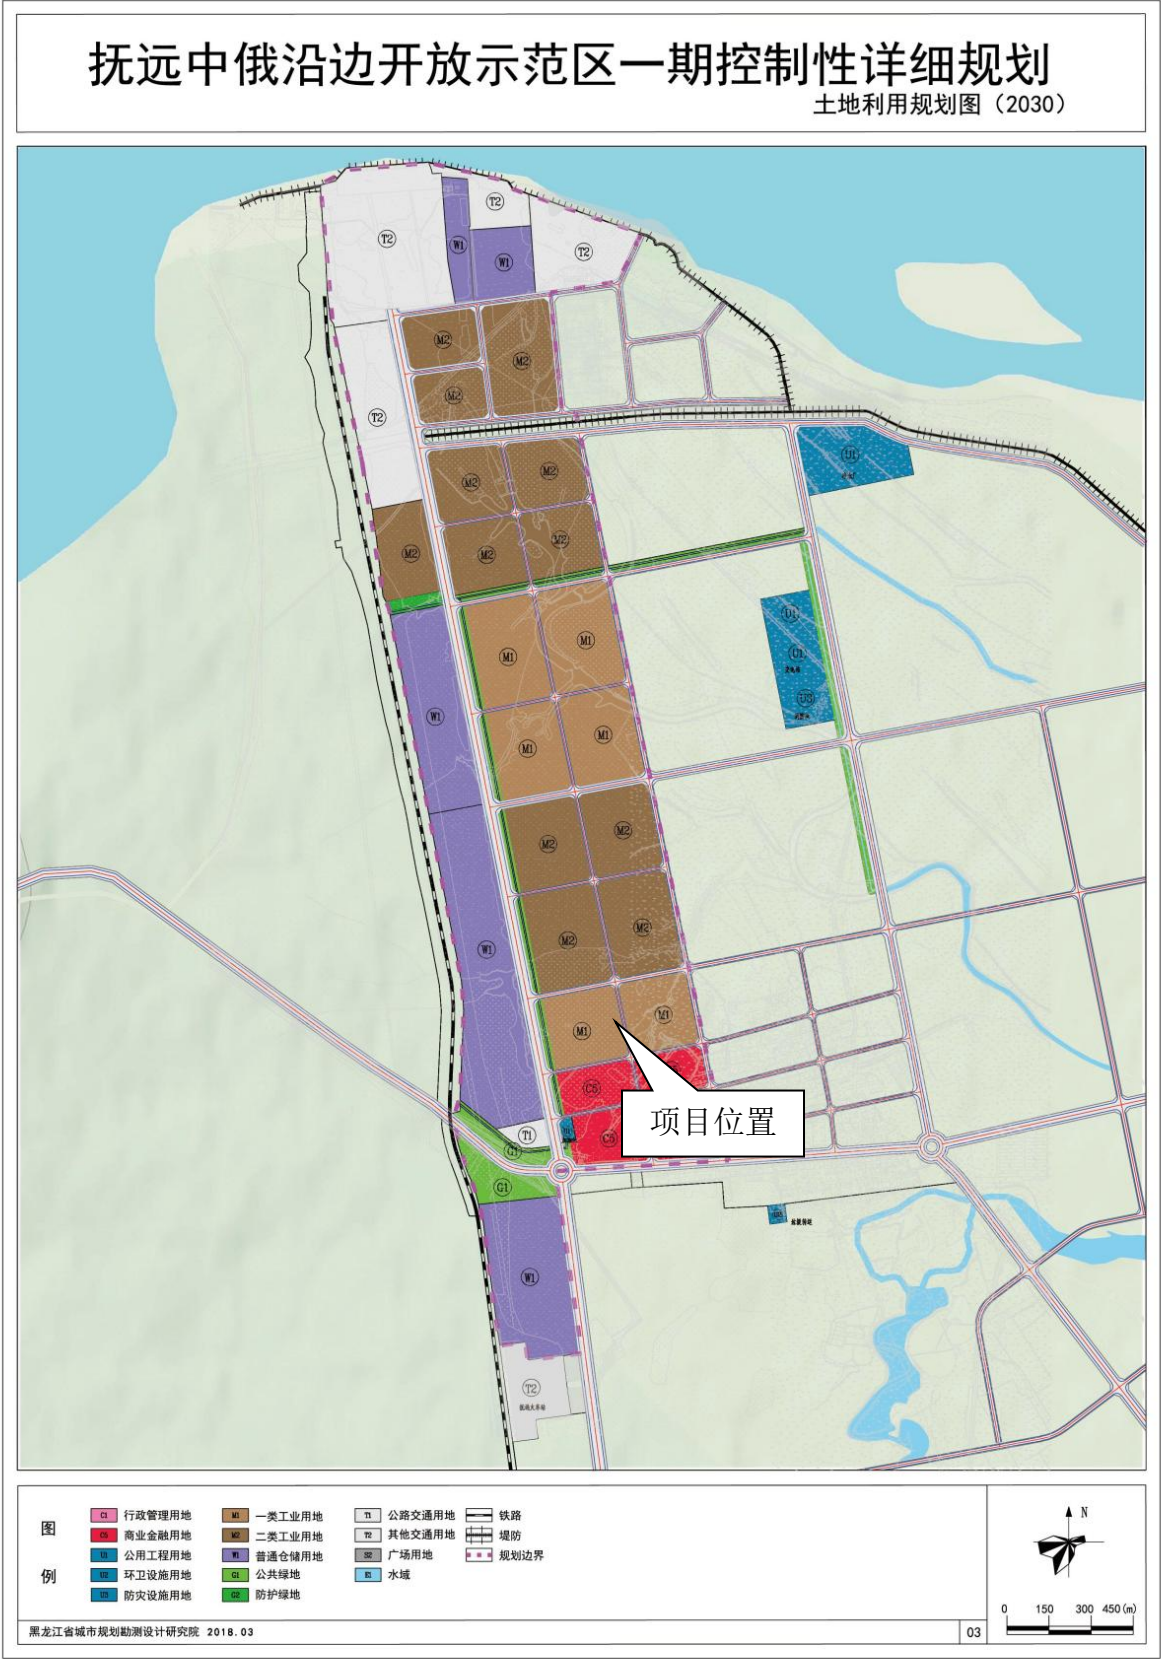 抚远中俄沿边开放示范区一期控制性详细规划
土地利用规划图（2030）
T2
T2
W1
W1
T2
M2
M2
M2
T2
U1
M2
M2
M2
M2
M2
U1
M1
M1
U1
U3
W1
M1
M1
M2
M2
W1
M2
M2
M1
M1
C5
项目位置
T1
C5
G1
G1
W1
T2
图例
C1 行政管理用地
C5 商业金融用地
U1 公用工程用地
U2 环卫设施用地
U3 防灾设施用地
M1 一类工业用地
M2 二类工业用地
W1 普通仓储用地
G1 公共绿地
G2 防护绿地
T1 公路交通用地
T2 其他交通用地
S2 广场用地
E1 水域
铁路
堤防
规划边界
N
0 150 300 450(m)
黑龙江省城市规划勘测设计研究院 2018.03
03